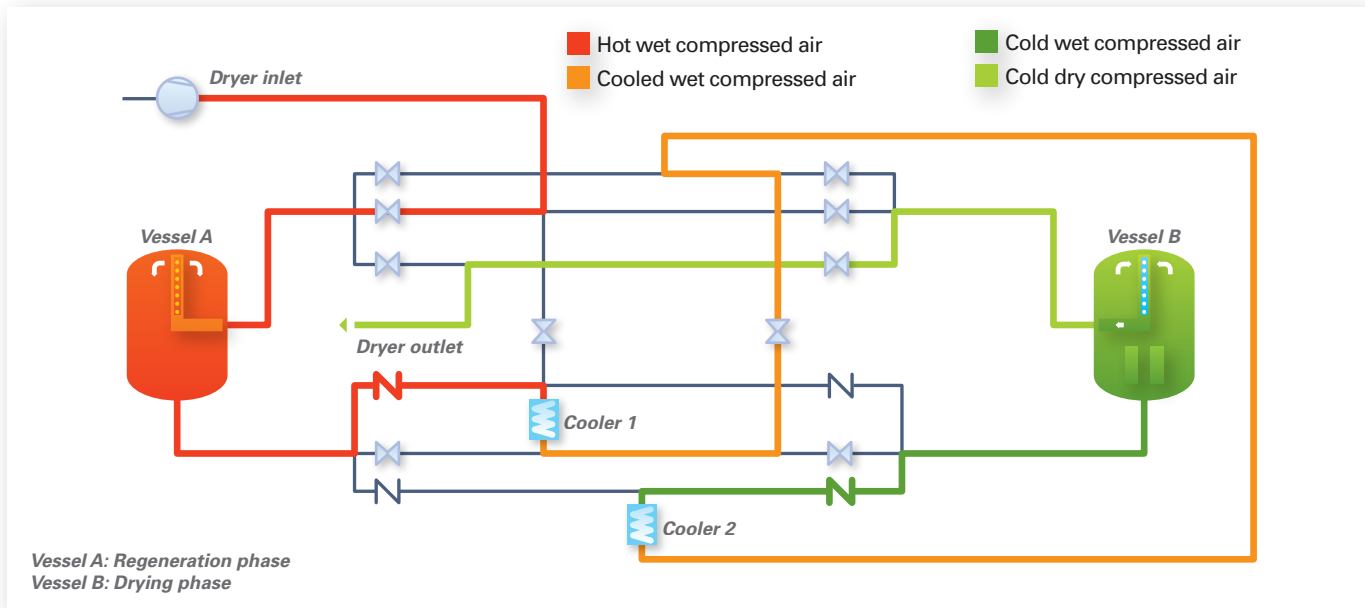 Hot wet compressed air
Cooled wet compressed air
Cold wet compressed air
Cold dry compressed air
Dryer inlet
Vessel A
Vessel B
Dryer outlet
Cooler 1
Cooler 2
Vessel A: Regeneration phase
Vessel B: Drying phase